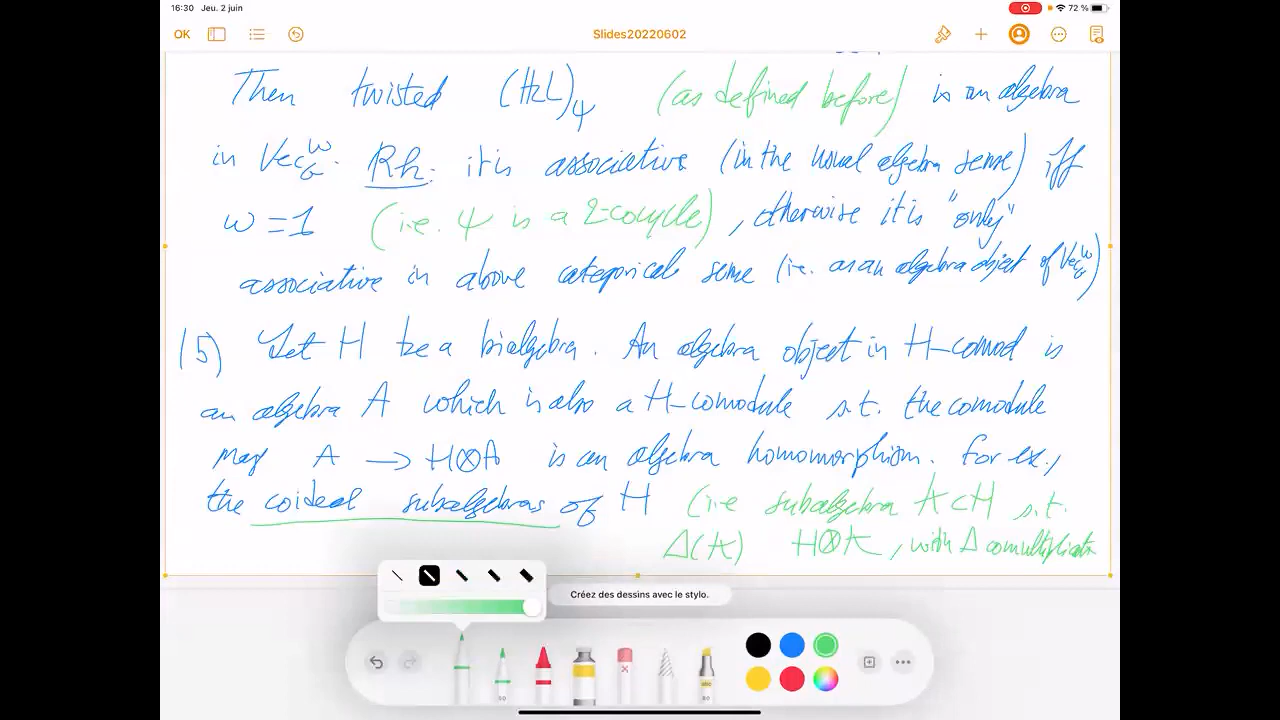 16:30 Jeu. 2 juin
72 %
OK
Slides20220602
Then twisted (H≀L)ψ (as defined before) is an algebra
in Vec_G^ω. Rk: it is associative (in the usual algebra sense) iff
ω = 1 (i.e. ψ is a 2-cocycle), otherwise it is "only"
associative in above categorical sense (i.e. as an algebra object of Vec_G^ω)
(5) Let H be a bialgebra. An algebra object in H-comod is
an algebra A which is also a H-comodule s.t. the comodule
map A → H⊗A is an algebra homomorphism. For ex.,
the coideal subalgebras of H (i.e subalgebra K⊂H s.t.
Δ(K) H⊗K, with Δ comultiplicatio
Créez des dessins avec le stylo.